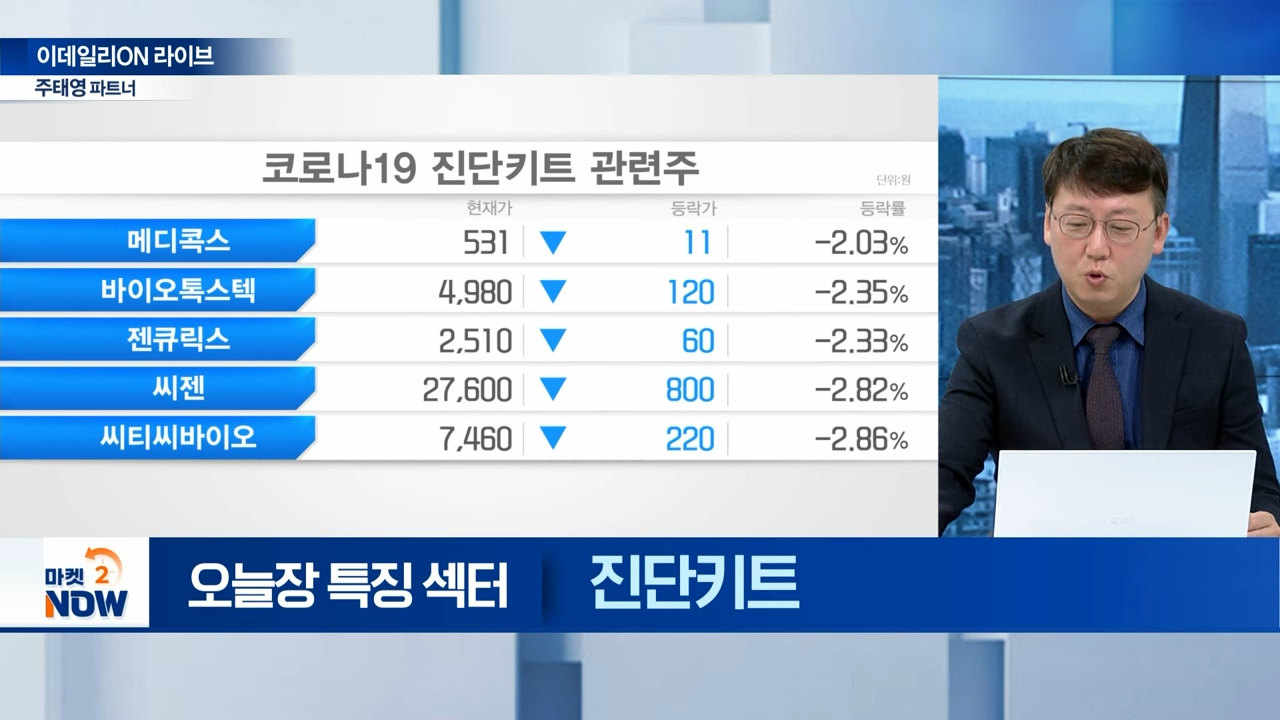 이데일리ON 라이브
주태영 파트너
코로나19 진단키트 관련주
단위:원
현재가 등락가 등락률
메디콕스 531 ▼ 11 -2.03%
바이오톡스텍 4,980 ▼ 120 -2.35%
젠큐릭스 2,510 ▼ 60 -2.33%
씨젠 27,600 ▼ 800 -2.82%
씨티씨바이오 7,460 ▼ 220 -2.86%
gram
마켓 2
NOW
오늘장 특징 섹터 진단키트